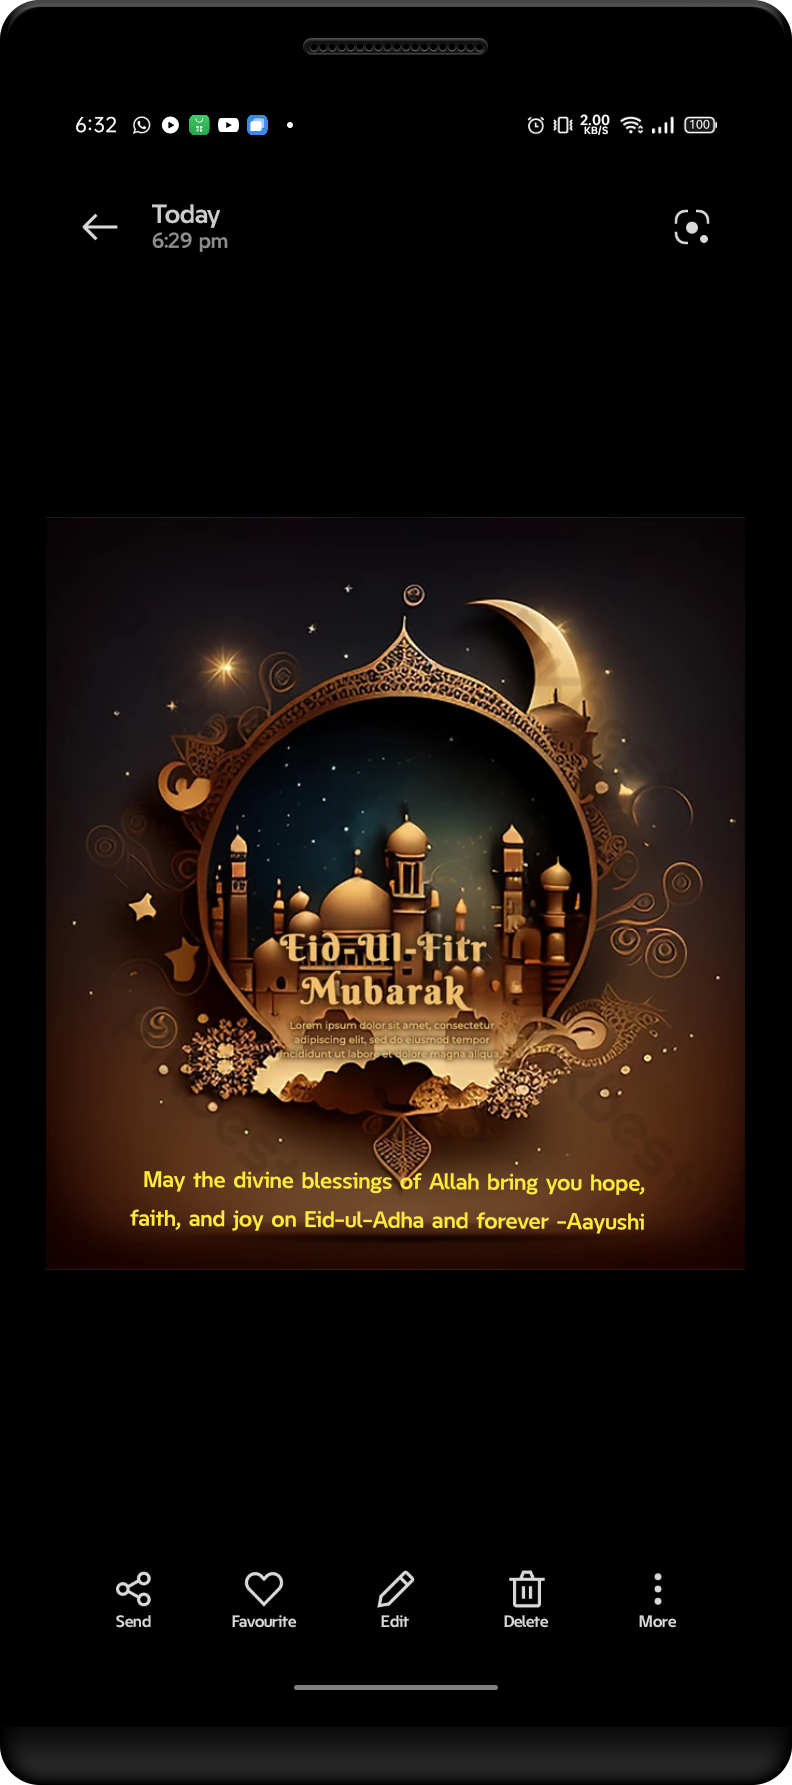 6:32
2.00
KB/S
100
Today
6:29 pm
Eid-Ul-Fitr
Mubarak
Lorem ipsum dolor sit amet, consectetur
adipiscing elit, sed do eiusmod tempor
incididunt ut labore et dolore magna aliqua.
May the divine blessings of Allah bring you hope,
faith, and joy on Eid-ul-Adha and forever -Aayushi
Send
Favourite
Edit
Delete
More